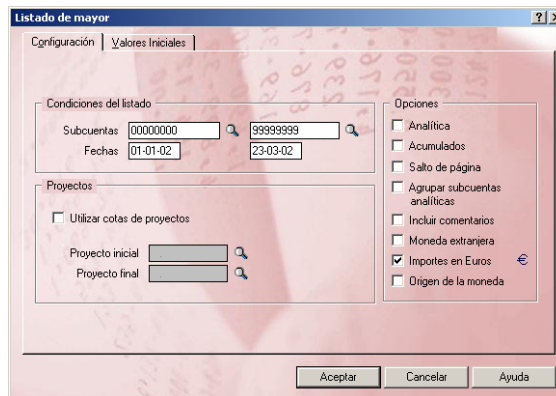 Listado de mayor
Configuración
Valores Iniciales
Condiciones del listado
Subcuentas 00000000 99999999
Fechas 01-01-02 23-03-02
Proyectos
Utilizar cotas de proyectos
Proyecto inicial .
Proyecto final .
Opciones
Analítica
Acumulados
Salto de página
Agrupar subcuentas
analíticas
Incluir comentarios
Moneda extranjera
Importes en Euros €
Origen de la moneda
Aceptar
Cancelar
Ayuda